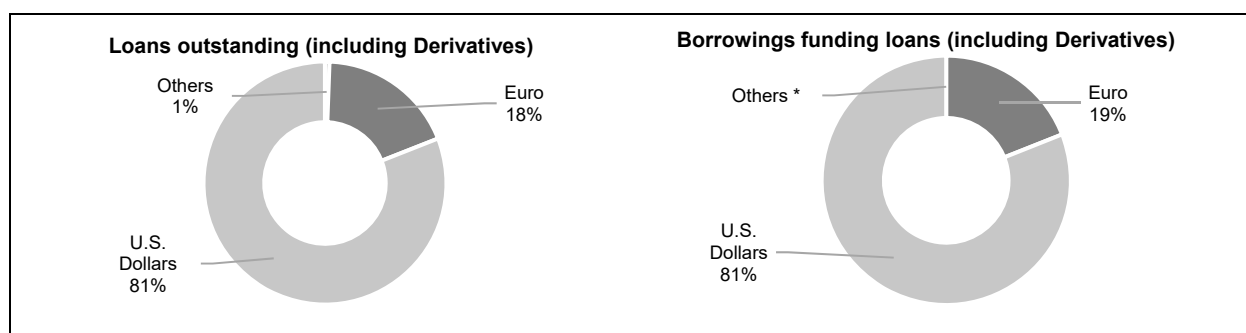 Loans outstanding (including Derivatives)
Others
1%
Euro
18%
U.S.
Dollars
81%
Borrowings funding loans (including Derivatives)
Others *
Euro
19%
U.S.
Dollars
81%